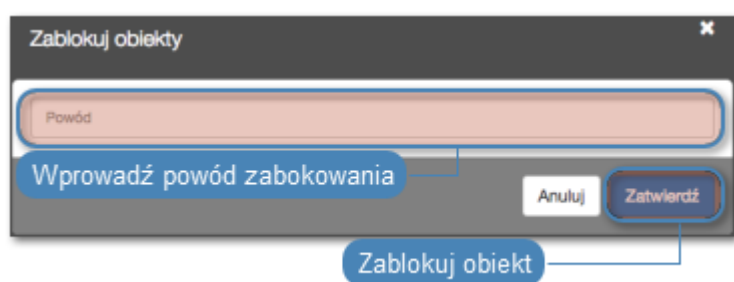 Zablokuj obiekty
Powód
Wprowadź powód zabokowania
Anuluj
Zatwierdź
Zablokuj obiekt